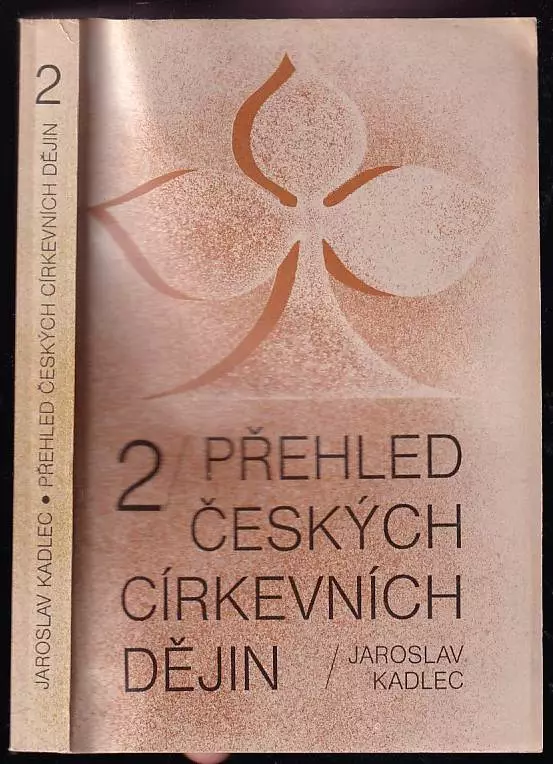 JAROSLAV KADLEC • PŘEHLED ČESKÝCH CÍRKEVNÍCH DĚJIN 2
2/PŘEHLED
ČESKÝCH
CÍRKEVNÍCH
DĚJIN / JAROSLAV
KADLEC